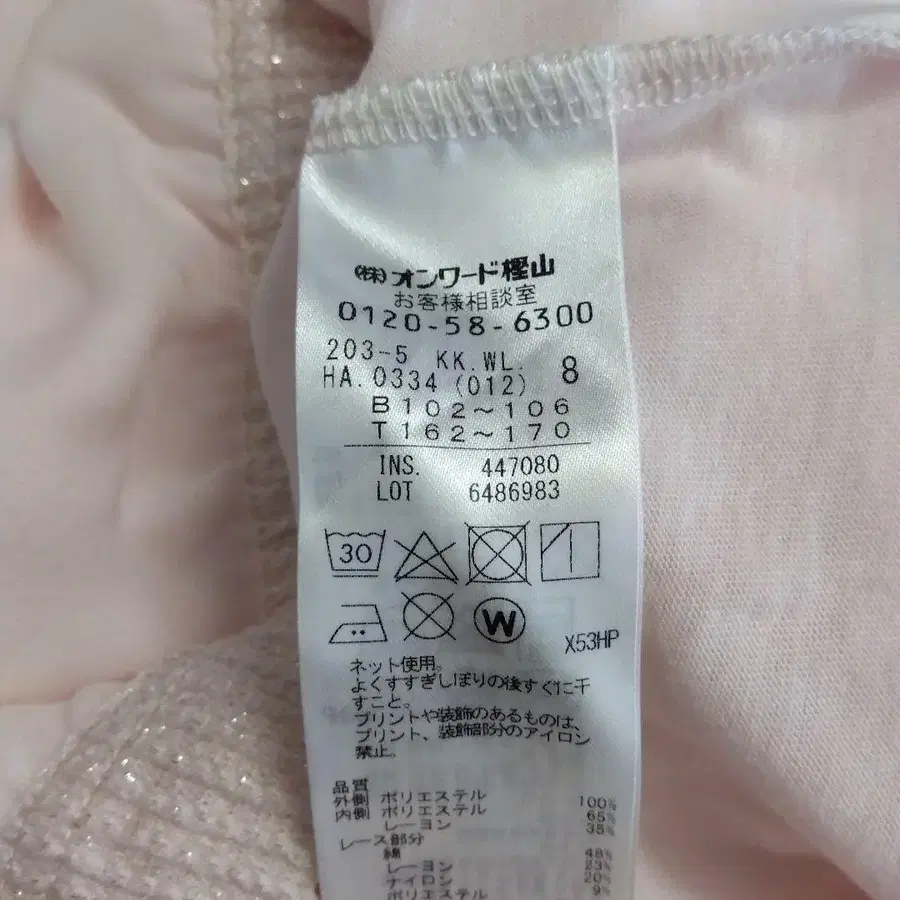 (株)オンワード樫山
お客様相談室
0120-58-6300
203-5 KK.WL.
HA.0334 (012) 8
B102～106
T162～170
INS. 447080
LOT 6486983
30
W
X53HP
ネット使用。
よくすすぎしぼりの後すぐに干
すこと。
プリントや装飾のあるものは、
プリント、装飾部分のアイロン
禁止。
品質
外側 ポリエステル 100%
内側 ポリエステル 65%
レーヨン 35%
レース部分
綿 48%
レーヨン 23%
ナイロン 20%
ポリエステル 9%